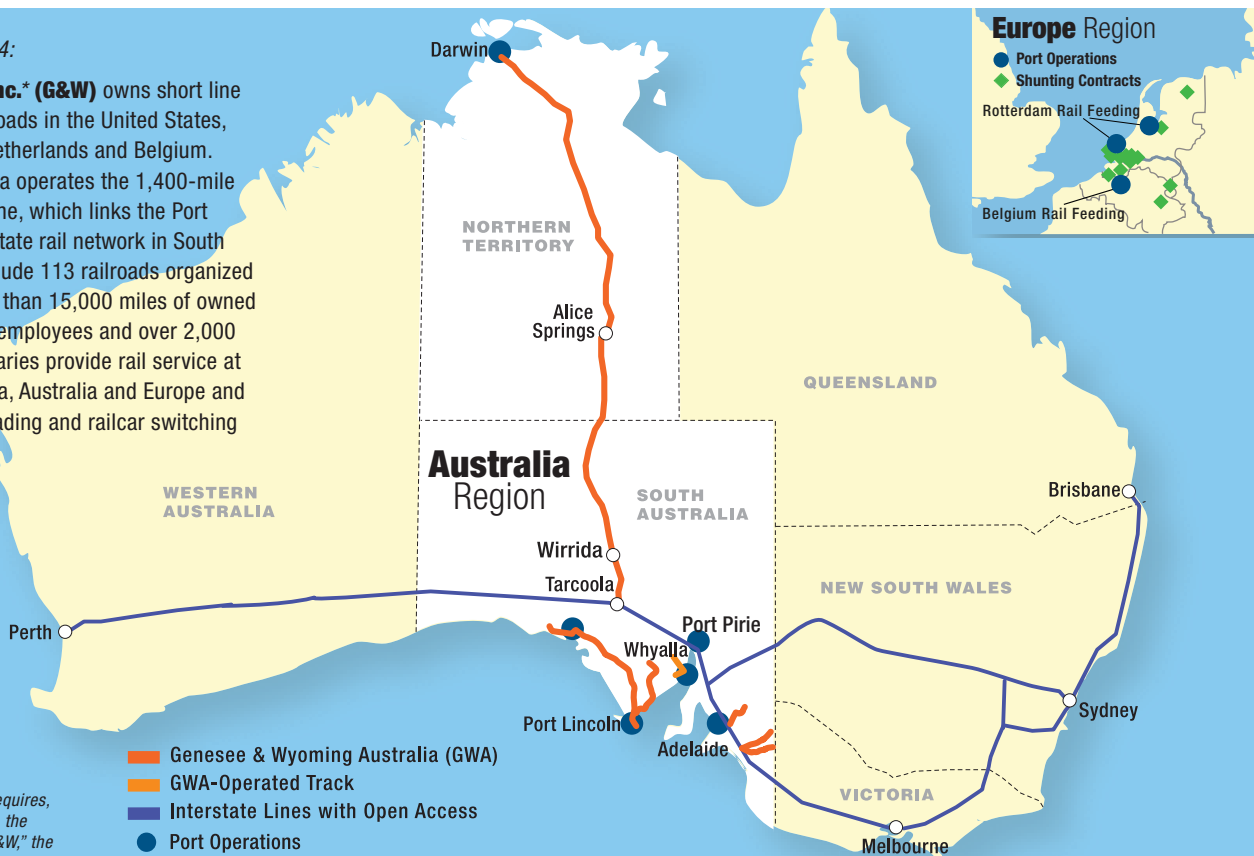 4:
nc.* (G&W) owns short line
oads in the United States,
etherlands and Belgium.
a operates the 1,400-mile
ne, which links the Port
tate rail network in South
lude 113 railroads organized
than 15,000 miles of owned
employees and over 2,000
aries provide rail service at
a, Australia and Europe and
ading and railcar switching
Europe Region
Port Operations
Shunting Contracts
Rotterdam Rail Feeding
Belgium Rail Feeding
Darwin
NORTHERN
TERRITORY
Alice
Springs
QUEENSLAND
Australia
Region
WESTERN
AUSTRALIA
SOUTH
AUSTRALIA
Brisbane
Wirrida
Tarcoola
NEW SOUTH WALES
Perth
Port Pirie
Whyalla
Port Lincoln
Adelaide
Sydney
VICTORIA
Melbourne
Genesee & Wyoming Australia (GWA)
GWA-Operated Track
Interstate Lines with Open Access
Port Operations
equires,
the
&W," the